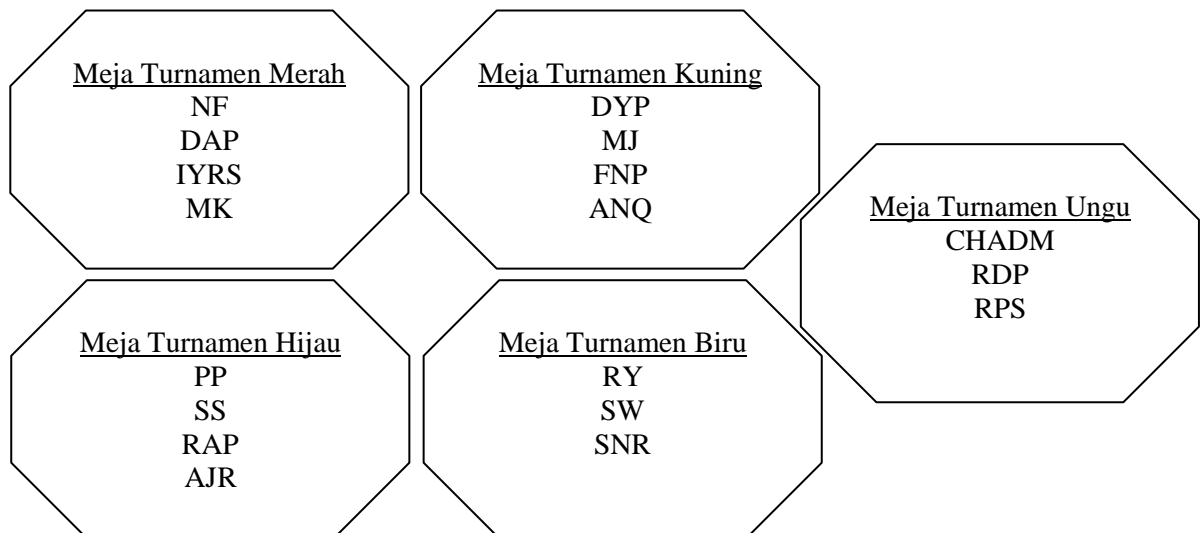 Meja Turnamen Merah
NF
DAP
IYRS
MK
Meja Turnamen Kuning
DYP
MJ
FNP
ANQ
Meja Turnamen Ungu
CHADM
RDP
RPS
Meja Turnamen Hijau
PP
SS
RAP
AJR
Meja Turnamen Biru
RY
SW
SNR